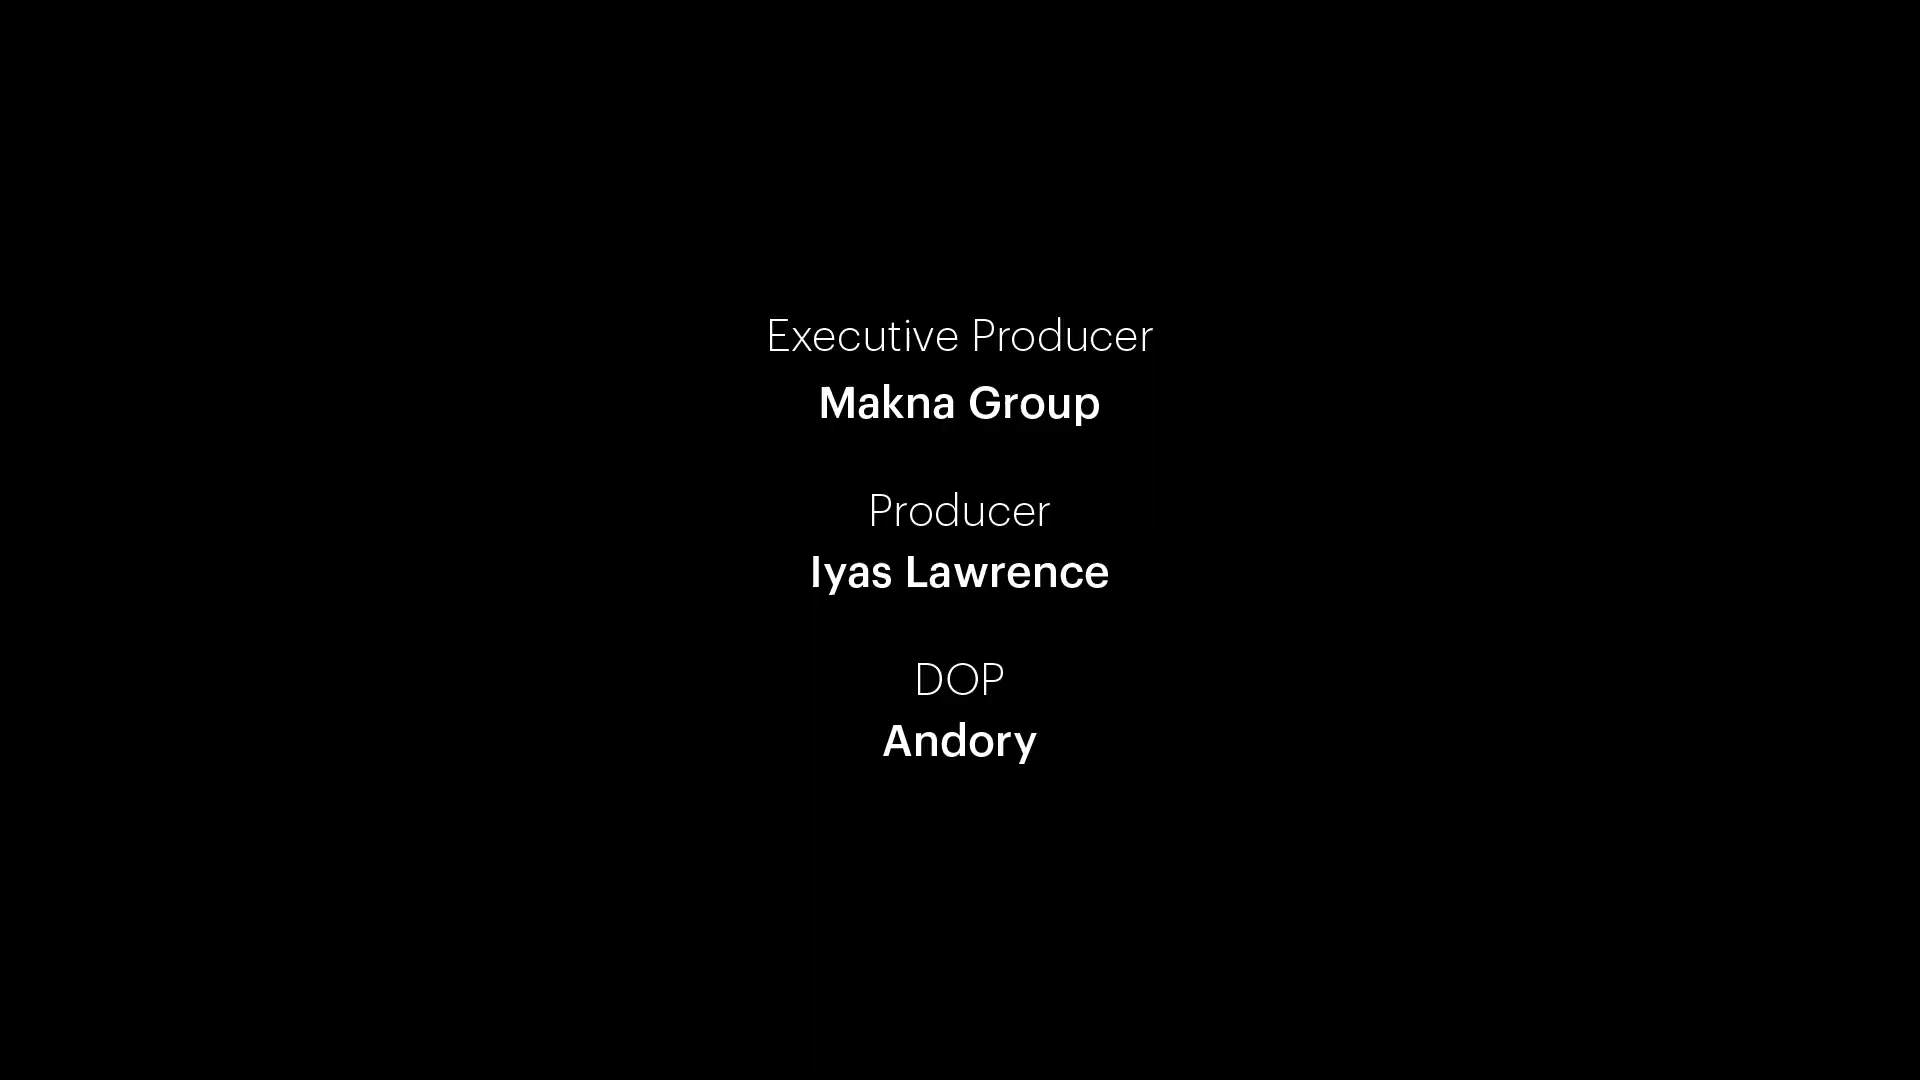 Executive Producer
Makna Group
Producer
Iyas Lawrence
DOP
Andory